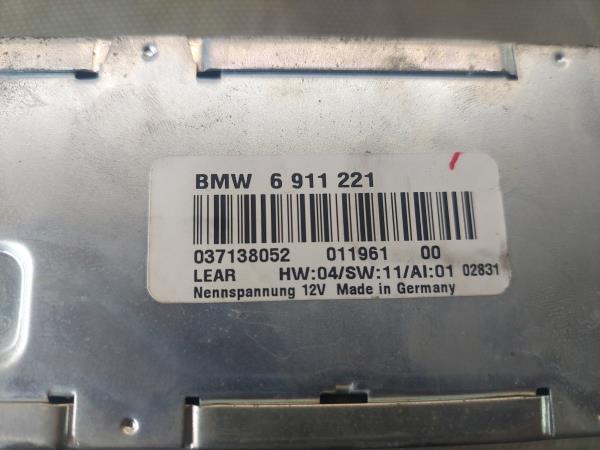 BMW 6 911 221
037138052 011961 00
LEAR HW:04/SW:11/AI:01 02831
Nennspannung 12V Made in Germany